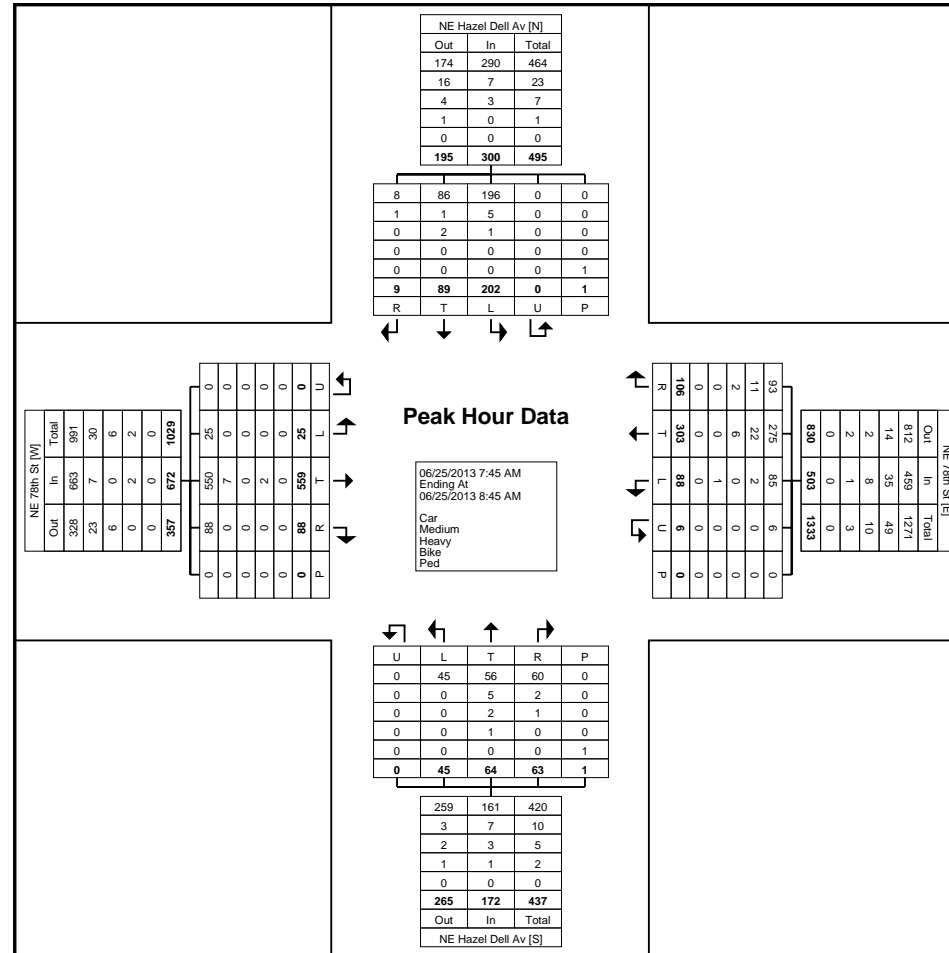 NE Hazel Dell Av [N]
Out In Total
174 290 464
16 7 23
4 3 7
1 0 1
0 0 0
195 300 495
8 86 196 0 0
1 1 5 0 0
0 2 1 0 0
0 0 0 0 0
0 0 0 0 1
9 89 202 0 1
R T L U P
NE 78th St [W]
Total In Out
991 663 328
30 7 23
6 0 6
2 2 0
0 0 0
1029 672 357
0 25 550 88 0
0 0 7 0 0
0 0 0 0 0
0 0 2 0 0
0 0 0 0 0
0 25 559 88 0
U L T R P
Peak Hour Data
06/25/2013 7:45 AM
Ending At
06/25/2013 8:45 AM
Car
Medium
Heavy
Bike
Ped
R T L U P
106 303 88 6 0
0 0 0 0 0
0 0 1 0 0
2 6 0 0 0
11 22 2 0 0
93 275 85 6 0
NE 78th St [E]
Out In Total
812 459 1271
14 35 49
2 8 10
2 1 3
0 0 0
830 503 1333
U L T R P
0 45 56 60 0
0 0 5 2 0
0 0 2 1 0
0 0 1 0 0
0 0 0 0 1
0 45 64 63 1
259 161 420
3 7 10
2 3 5
1 1 2
0 0 0
265 172 437
Out In Total
NE Hazel Dell Av [S]